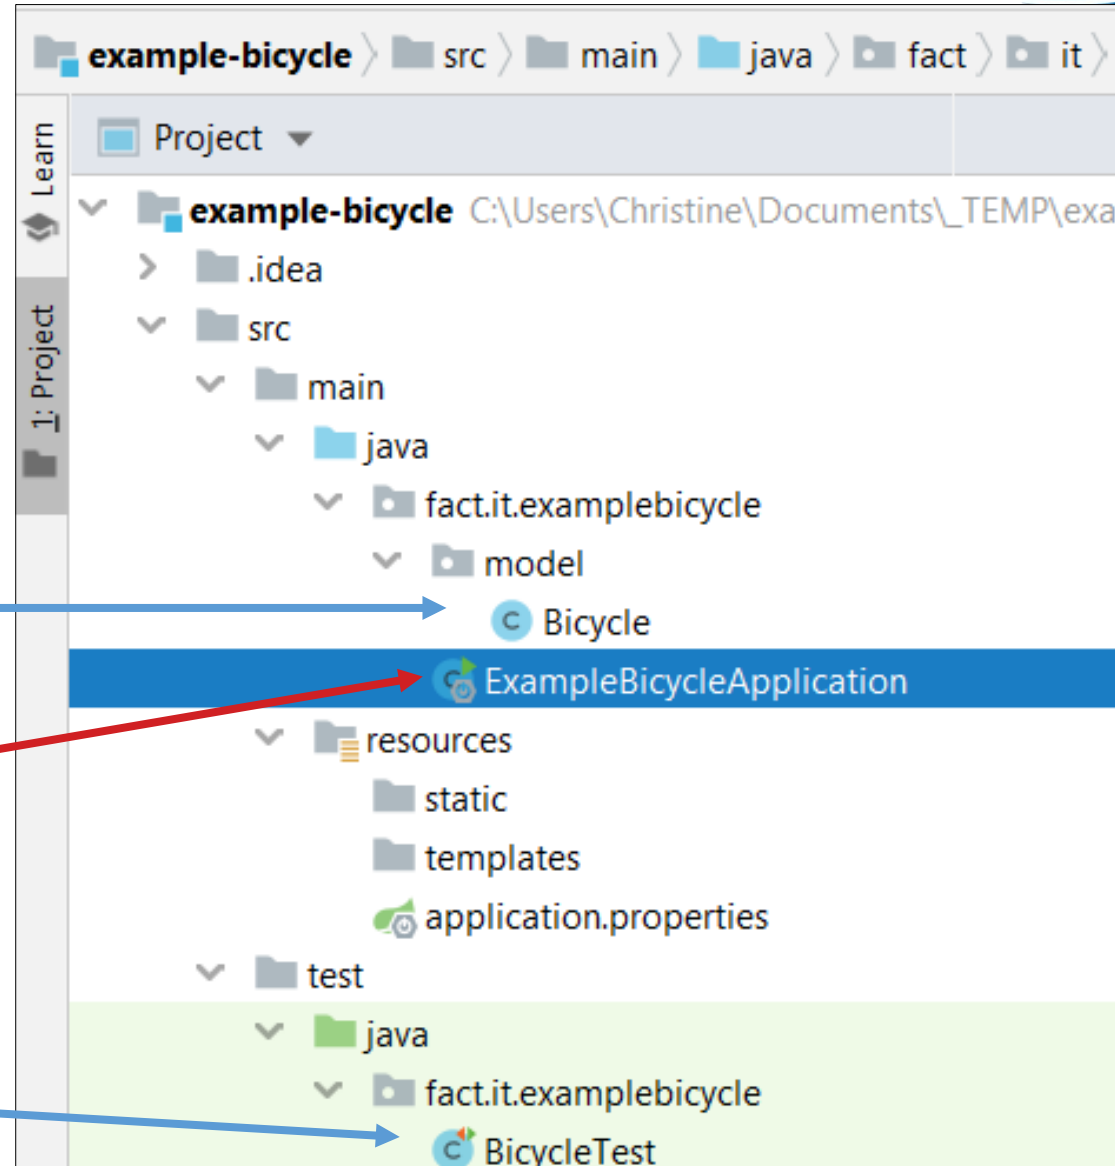 example-bicycle src main java fact it
Learn
1: Project
Project
example-bicycle C:\Users\Christine\Documents\_TEMP\exa
.idea
src
main
java
fact.it.examplebicycle
model
C Bicycle
C ExampleBicycleApplication
resources
static
templates
application.properties
test
java
fact.it.examplebicycle
C BicycleTest